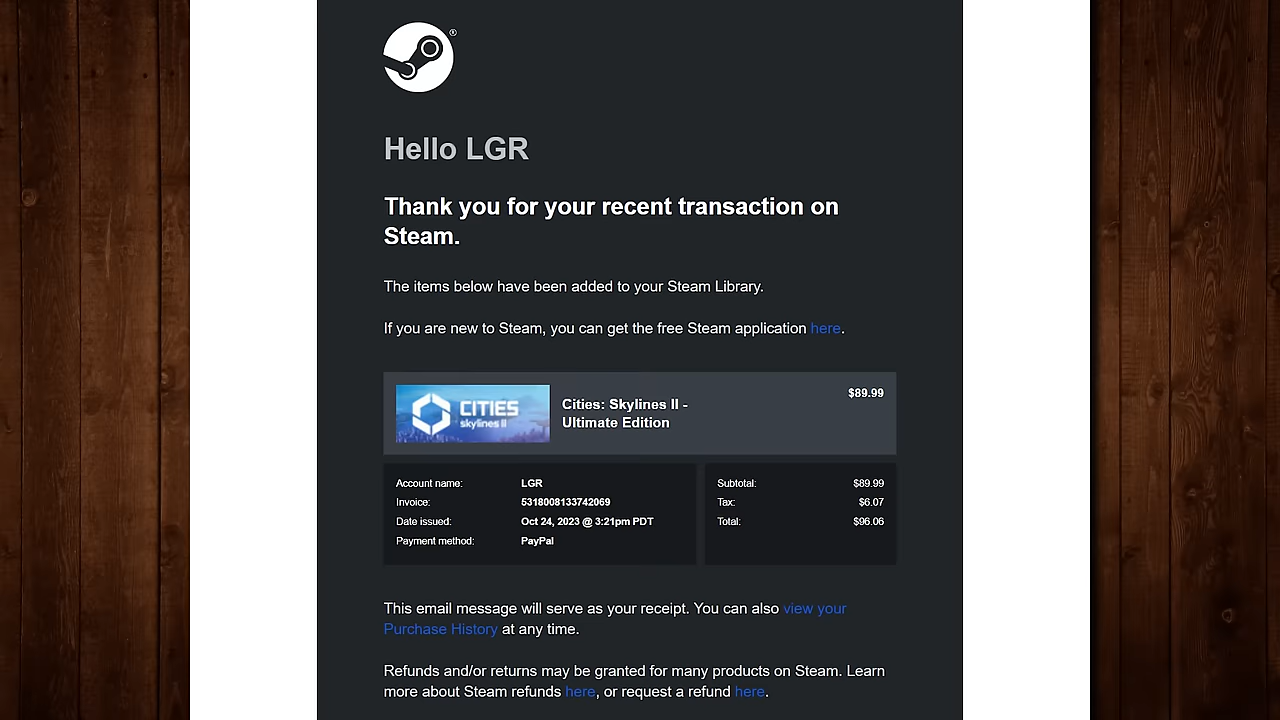 ®
Hello LGR
Thank you for your recent transaction on
Steam.
The items below have been added to your Steam Library.
If you are new to Steam, you can get the free Steam application here.
CITIES
skylines II
Cities: Skylines II -
Ultimate Edition
$89.99
Account name: LGR
Invoice: 5318008133742069
Date issued: Oct 24, 2023 @ 3:21pm PDT
Payment method: PayPal
Subtotal: $89.99
Tax: $6.07
Total: $96.06
This email message will serve as your receipt. You can also view your
Purchase History at any time.
Refunds and/or returns may be granted for many products on Steam. Learn
more about Steam refunds here, or request a refund here.